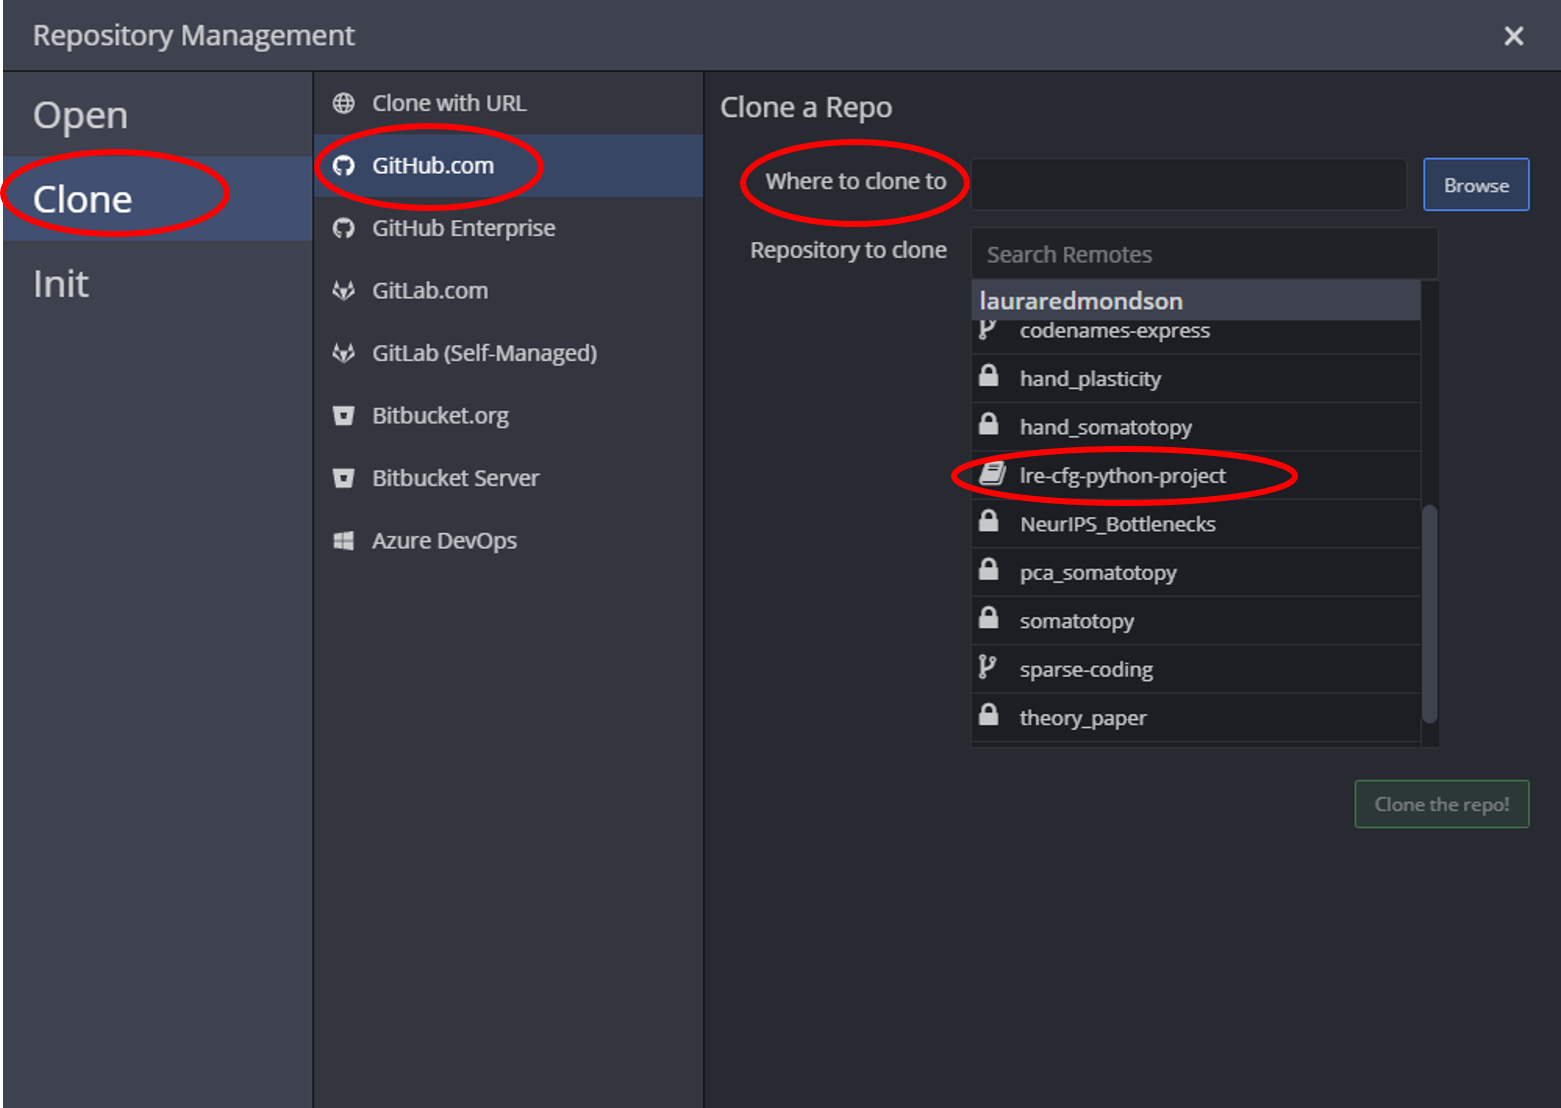 Repository Management
Open
Clone
Init
Clone with URL
GitHub.com
GitHub Enterprise
GitLab.com
GitLab (Self-Managed)
Bitbucket.org
Bitbucket Server
Azure DevOps
Clone a Repo
Where to clone to
Browse
Repository to clone
Search Remotes
lauraredmondson
codenames-express
hand_plasticity
hand_somatotopy
lre-cfg-python-project
NeurIPS_Bottlenecks
pca_somatotopy
somatotopy
sparse-coding
theory_paper
Clone the repo!